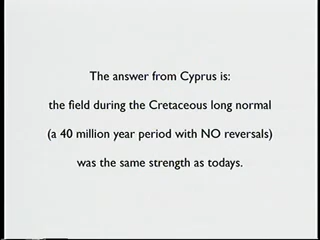 The answer from Cyprus is:
the field during the Cretaceous long normal
(a 40 million year period with NO reversals)
was the same strength as todays.